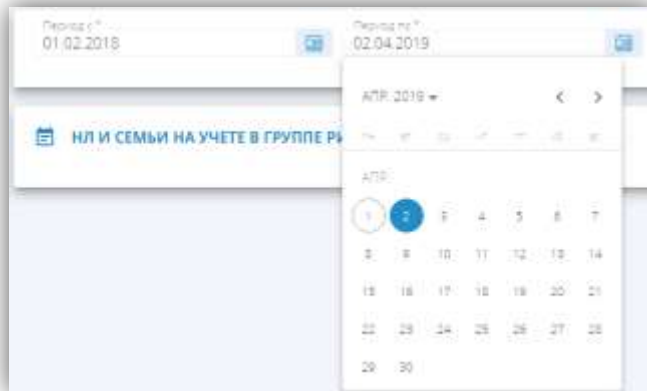 Период с *
Период по *
01.02.2018
02.04.2019
АПР. 2019
НЛ И СЕМЬИ НА УЧЕТЕ В ГРУППЕ РИ
АПР.
1 2 3 4 5 6 7
8 9 10 11 12 13 14
15 16 17 18 19 20 21
22 23 24 25 26 27 28
29 30